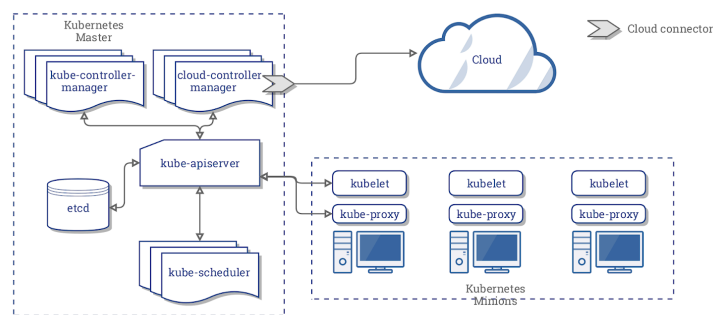 Kubernetes
Master
kube-controller-
manager
cloud-controller
manager
Cloud
Cloud connector
kube-apiserver
etcd
kube-scheduler
kubelet
kubelet
kubelet
kube-proxy
kube-proxy
kube-proxy
Kubernetes
Minions